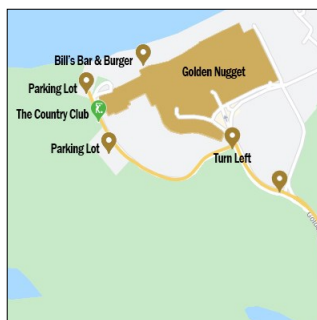 Bill's Bar & Burger
Golden Nugget
Parking Lot
The Country Club
Parking Lot
Turn Left